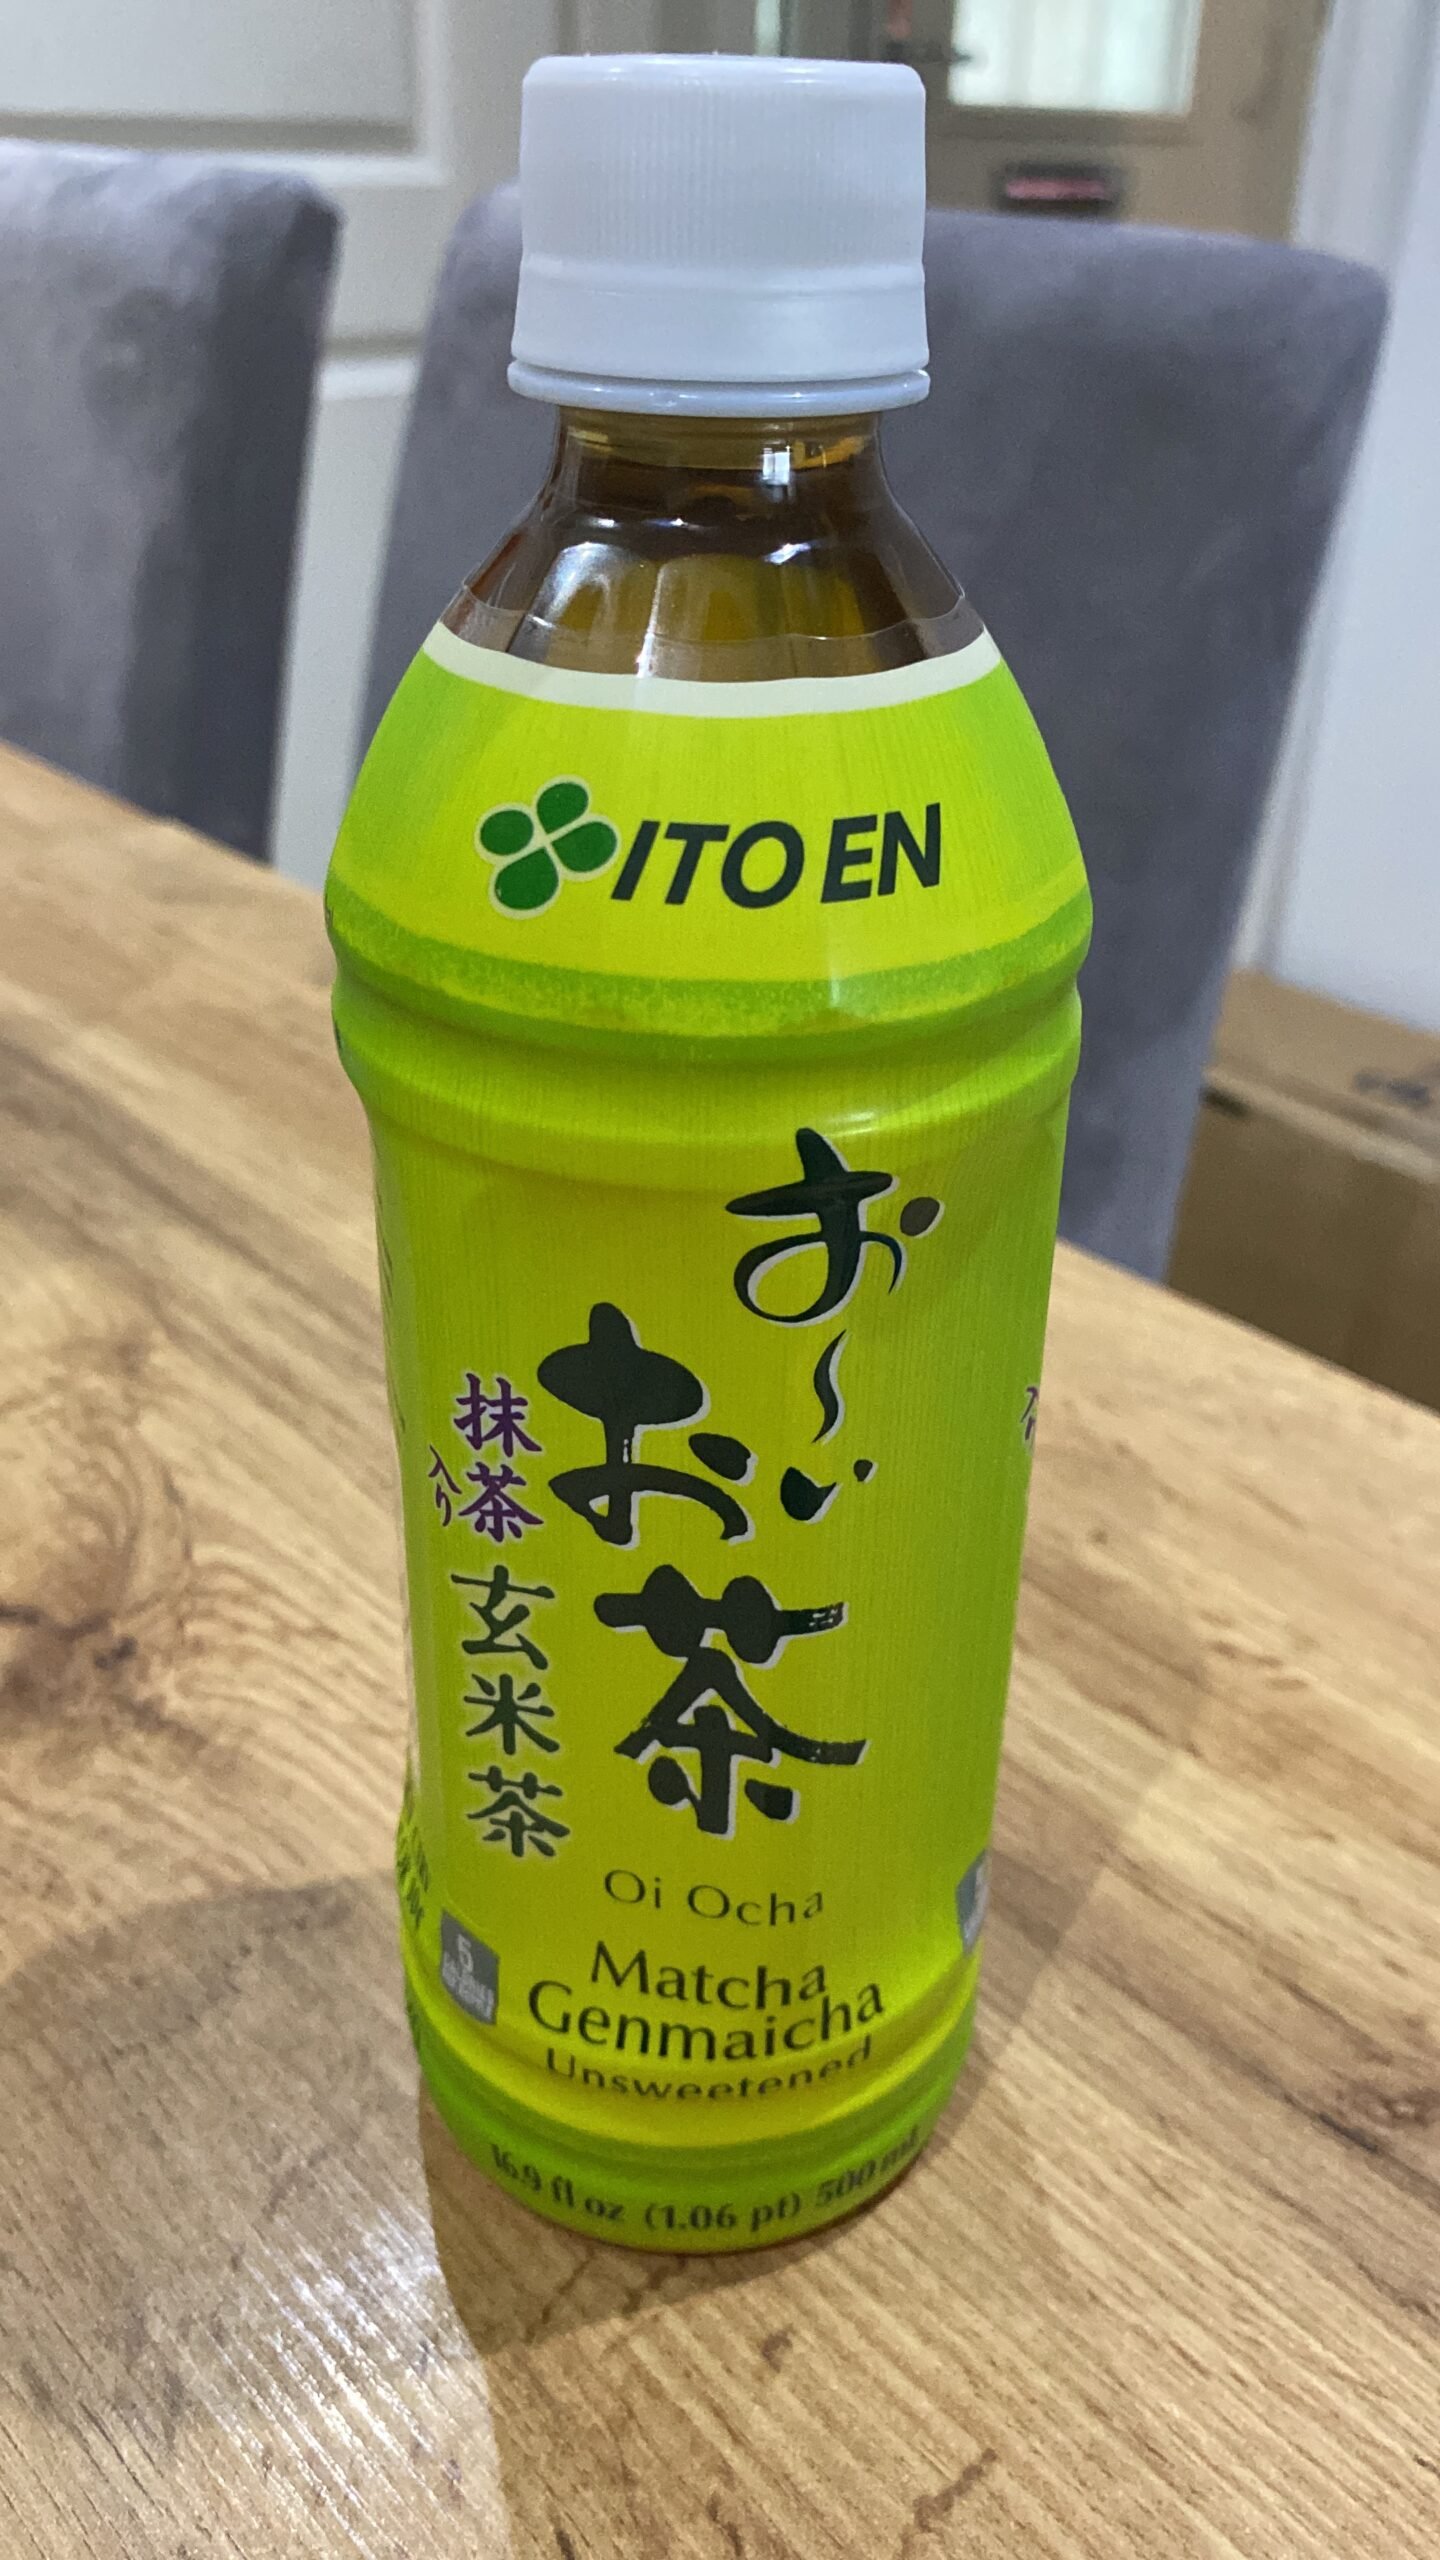 ITO EN
お〜い
お茶
抹茶入り
玄米茶
Oi Ocha
Matcha
Genmaicha
Unsweetened
5
16.9 fl oz (1.06 pt) 500 mL